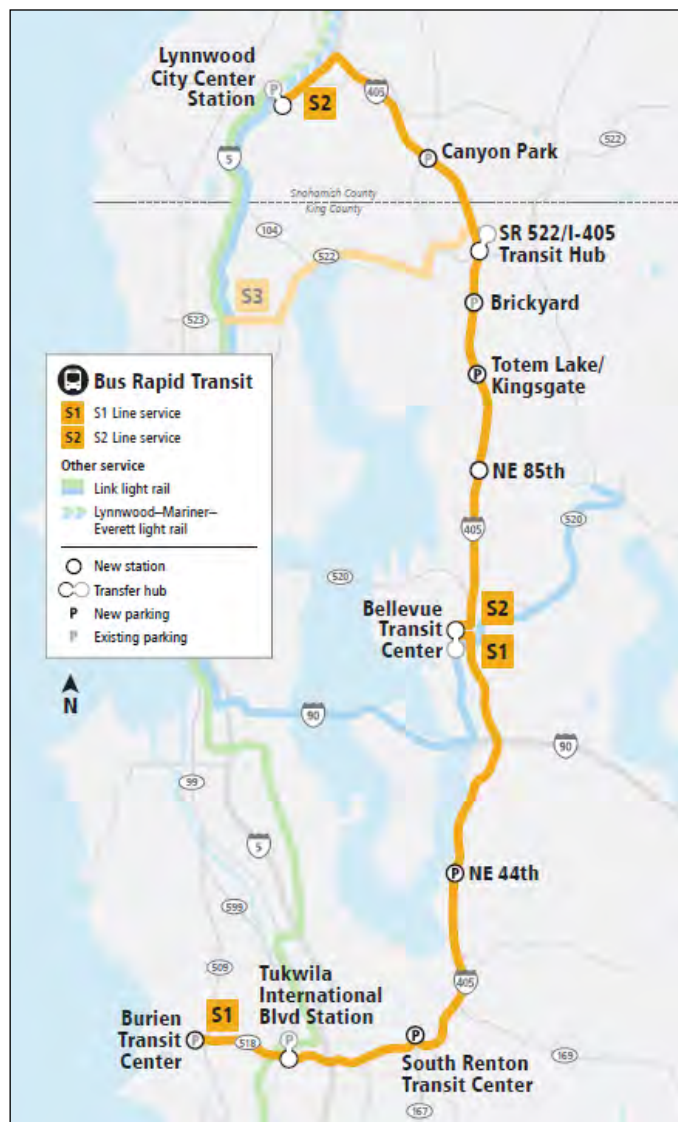 Lynnwood
City Center
Station
P
S2
405
Canyon Park
P
5
522
Snohomish County
King County
104
522
SR 522/I-405
Transit Hub
S3
523
P
Brickyard
Totem Lake/
Kingsgate
P
Bus Rapid Transit
S1 S1 Line service
S2 S2 Line service
Other service
Link light rail
Lynnwood–Mariner–
Everett light rail
New station
Transfer hub
P New parking
P Existing parking
N
NE 85th
405
520
520
Bellevue
Transit
Center
S2
S1
90
90
99
5
P
NE 44th
599
509
405
Tukwila
International
Blvd Station
P
Burien
Transit
Center
P
S1
518
P
South Renton
Transit Center
169
167